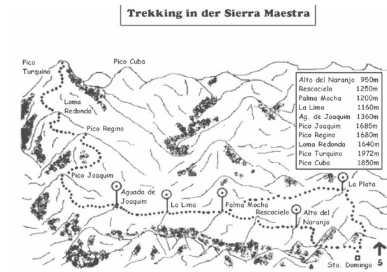 Trekking in der Sierra Maestra
Pico Turquino
Pico Cuba
Alto del Naranjo 950m
Rescacielo 1250m
Palma Mocha 1200m
La Lima 1160m
Ag. de Joaquim 1360m
Pico Joaquim 1685m
Pico Regino 1680m
Loma Redonda 1640m
Pico Turquino 1972m
Pico Cuba 1850m
Loma Redonda
Pico Regino
Pico Joaquim
La Plata
Aguada de Joaquim
La Lima
Palma Mocha
Rescacielo
Alto del Naranjo
Sto. Domingo
S